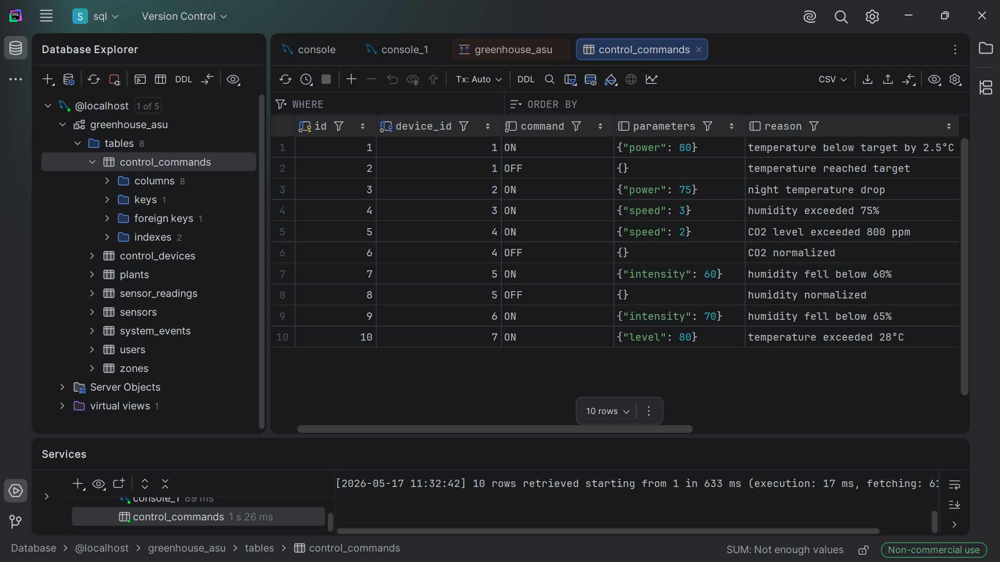 S sql Version Control
Database Explorer
console console_1 greenhouse_asu control_commands
DDL
Tx: Auto DDL CSV
WHERE ORDER BY
@localhost 1 of 5
greenhouse_asu
tables 8
control_commands
columns 8
keys 1
foreign keys 1
indexes 2
control_devices
plants
sensor_readings
sensors
system_events
users
zones
Server Objects
virtual views 1
id device_id command parameters reason
1 1 1 ON {"power": 80} temperature below target by 2.5°C
2 2 1 OFF {} temperature reached target
3 3 2 ON {"power": 75} night temperature drop
4 4 3 ON {"speed": 3} humidity exceeded 75%
5 5 4 ON {"speed": 2} CO2 level exceeded 800 ppm
6 6 4 OFF {} CO2 normalized
7 7 5 ON {"intensity": 60} humidity fell below 60%
8 8 5 OFF {} humidity normalized
9 9 6 ON {"intensity": 70} humidity fell below 65%
10 10 7 ON {"level": 80} temperature exceeded 28°C
10 rows
Services
console_1 89 ms
control_commands 1 s 26 ms
[2026-05-17 11:32:42] 10 rows retrieved starting from 1 in 633 ms (execution: 17 ms, fetching: 61
Database > @localhost > greenhouse_asu > tables > control_commands
SUM: Not enough values Non-commercial use